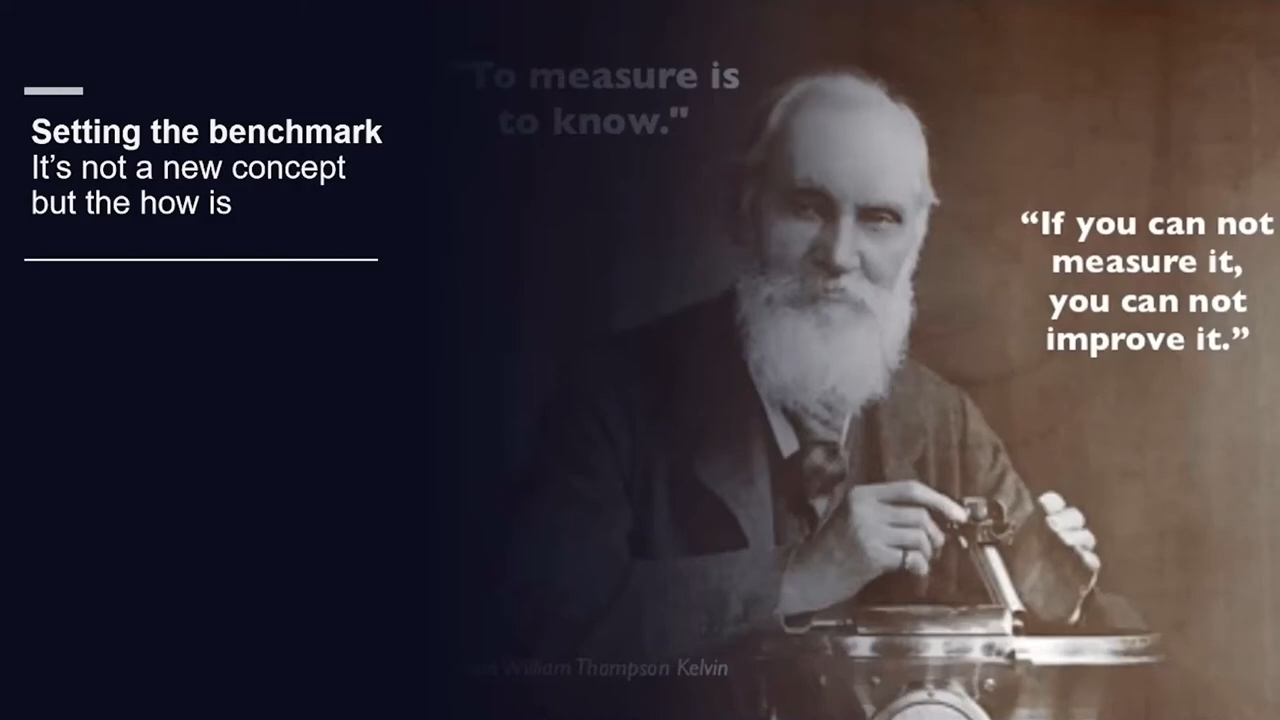 Setting the benchmark
It’s not a new concept
but the how is
"To measure is
to know."
“If you can not
measure it,
you can not
improve it.”
William Thompson Kelvin